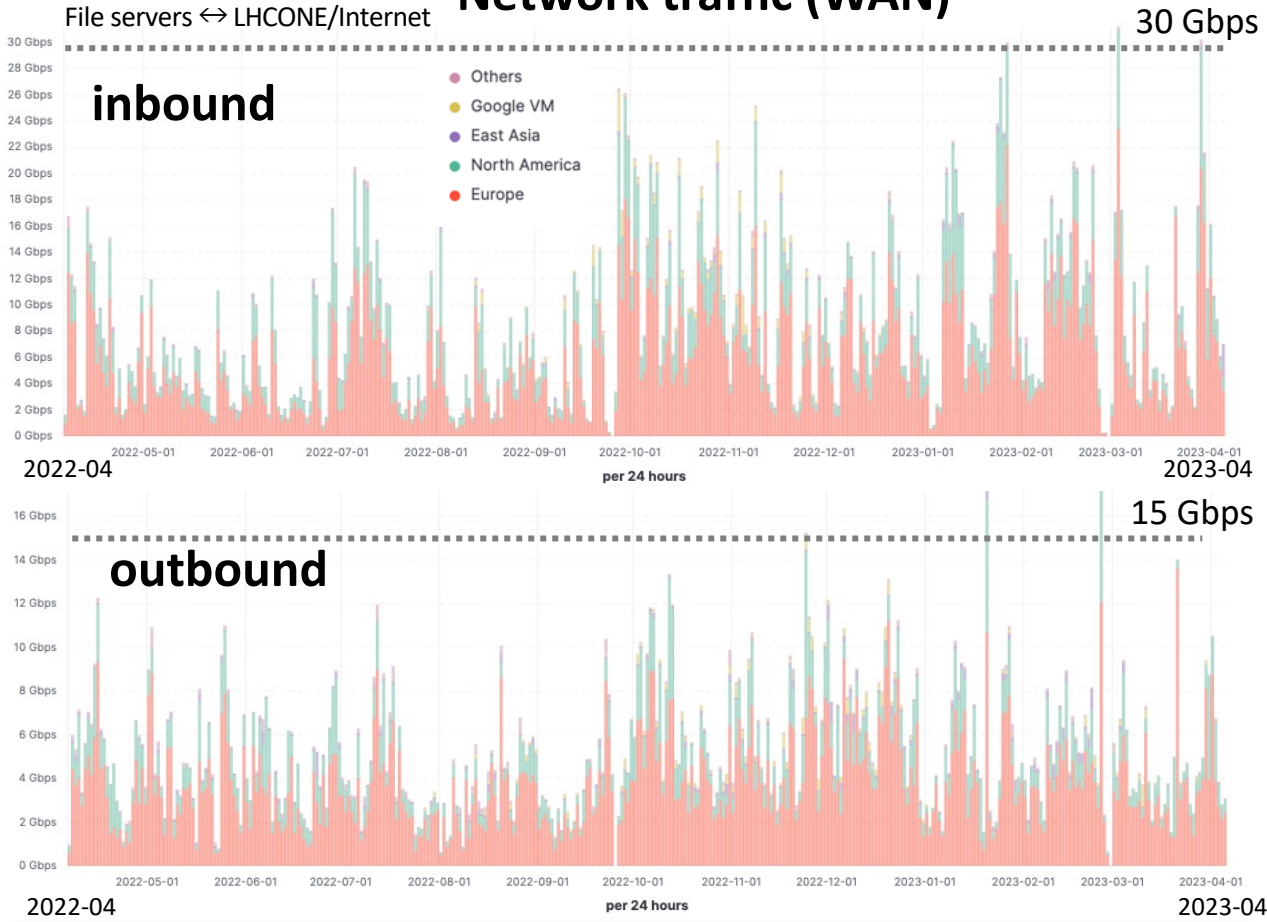 Network traffic (WAN)
File servers ↔ LHCONE/Internet
30 Gbps
30 Gbps
28 Gbps
26 Gbps
24 Gbps
22 Gbps
20 Gbps
18 Gbps
16 Gbps
14 Gbps
12 Gbps
10 Gbps
8 Gbps
6 Gbps
4 Gbps
2 Gbps
0 Gbps
inbound
Others
Google VM
East Asia
North America
Europe
2022-05-01 2022-06-01 2022-07-01 2022-08-01 2022-09-01 2022-10-01 2022-11-01 2022-12-01 2023-01-01 2023-02-01 2023-03-01 2023-04-01
2022-04 per 24 hours 2023-04
15 Gbps
16 Gbps
14 Gbps
12 Gbps
10 Gbps
8 Gbps
6 Gbps
4 Gbps
2 Gbps
0 Gbps
outbound
2022-05-01 2022-06-01 2022-07-01 2022-08-01 2022-09-01 2022-10-01 2022-11-01 2022-12-01 2023-01-01 2023-02-01 2023-03-01 2023-04-01
2022-04 per 24 hours 2023-04